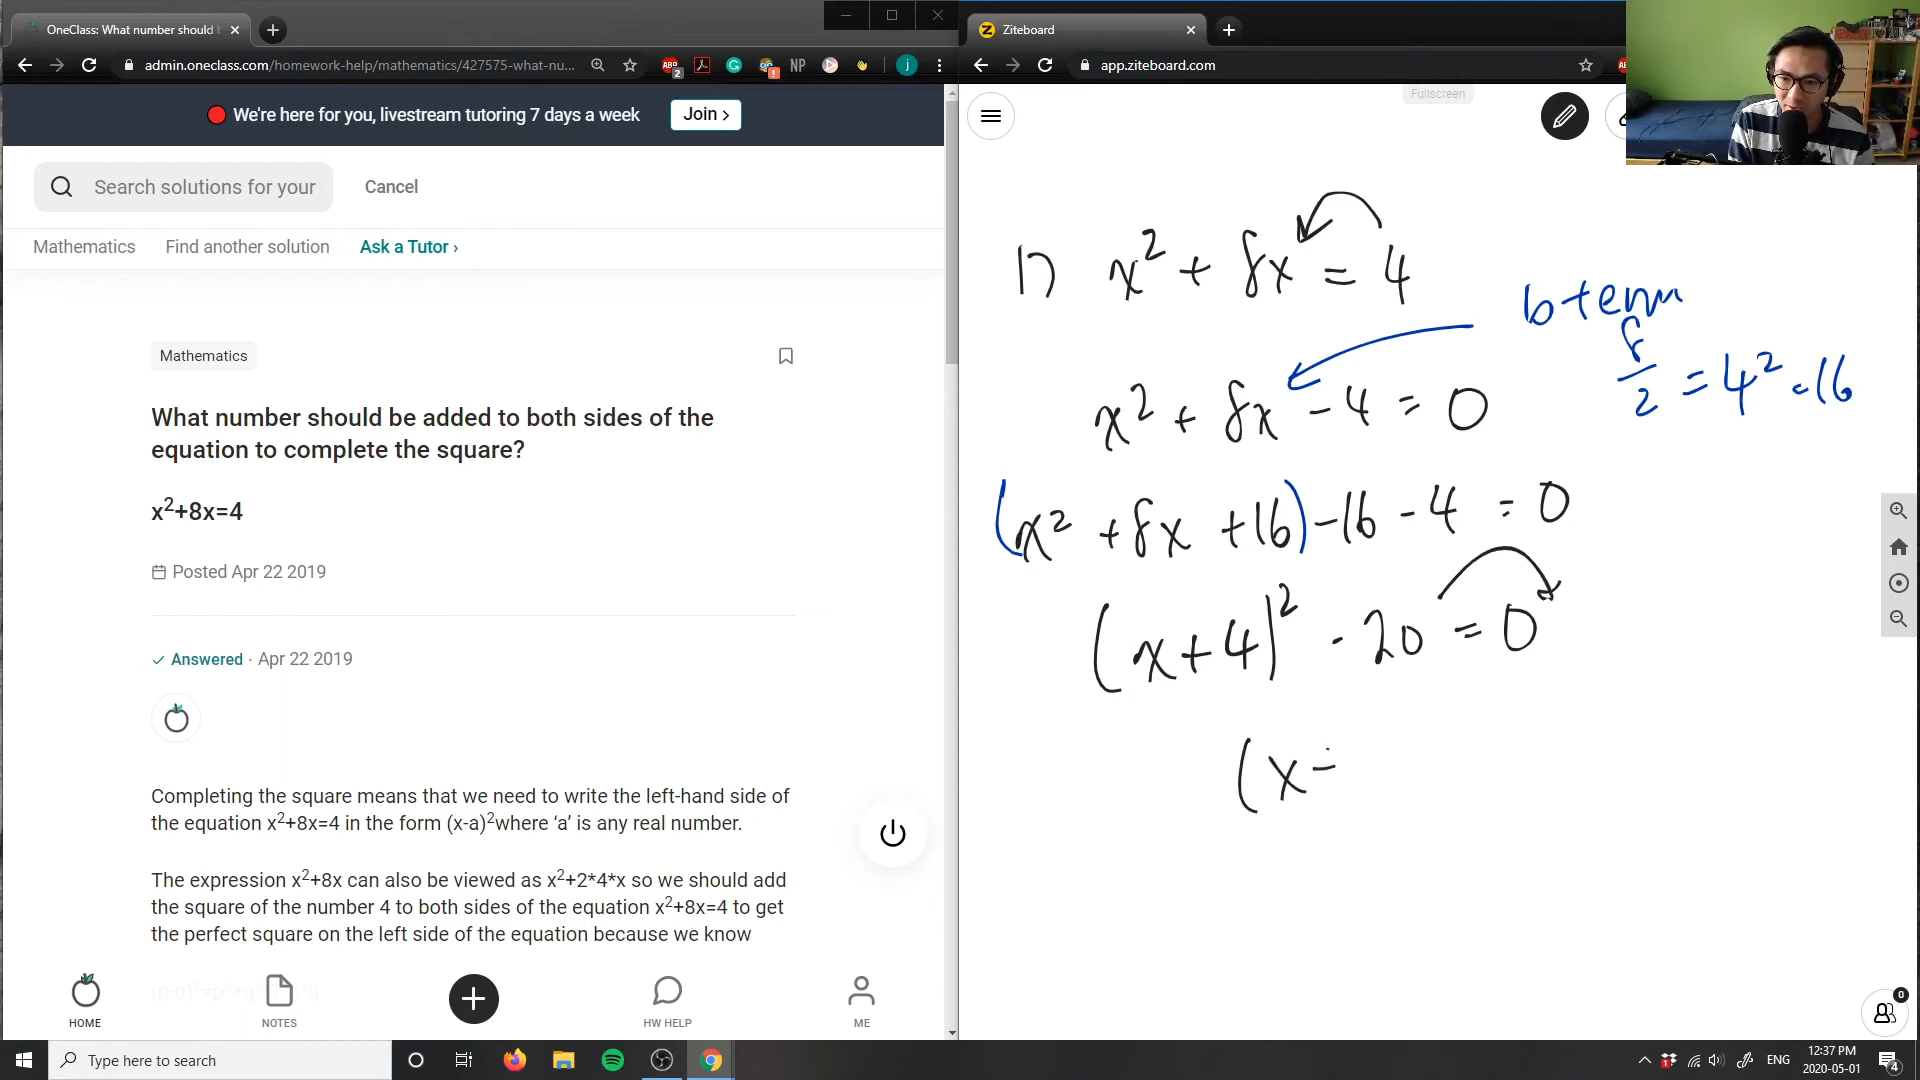 OneClass: What number should
admin.oneclass.com/homework-help/mathematics/427575-what-nu...
ABP
2
NP
j
We're here for you, livestream tutoring 7 days a week
Join ›
Search solutions for your
Cancel
Mathematics
Find another solution
Ask a Tutor ›
Mathematics
What number should be added to both sides of the
equation to complete the square?
x²+8x=4
Posted Apr 22 2019
Answered · Apr 22 2019
Completing the square means that we need to write the left-hand side of
the equation x²+8x=4 in the form (x-a)²where ‘a’ is any real number.
The expression x²+8x can also be viewed as x²+2*4*x so we should add
the square of the number 4 to both sides of the equation x²+8x=4 to get
the perfect square on the left side of the equation because we know
HOME
NOTES
HW HELP
ME
Ziteboard
app.ziteboard.com
Fullscreen
1) x² + 8x = 4
b term
8/2 = 4² = 16
x² + 8x - 4 = 0
(x² + 8x + 16) - 16 - 4 = 0
(x+4)² - 20 = 0
(x
0
Type here to search
ENG
12:37 PM
2020-05-01
4